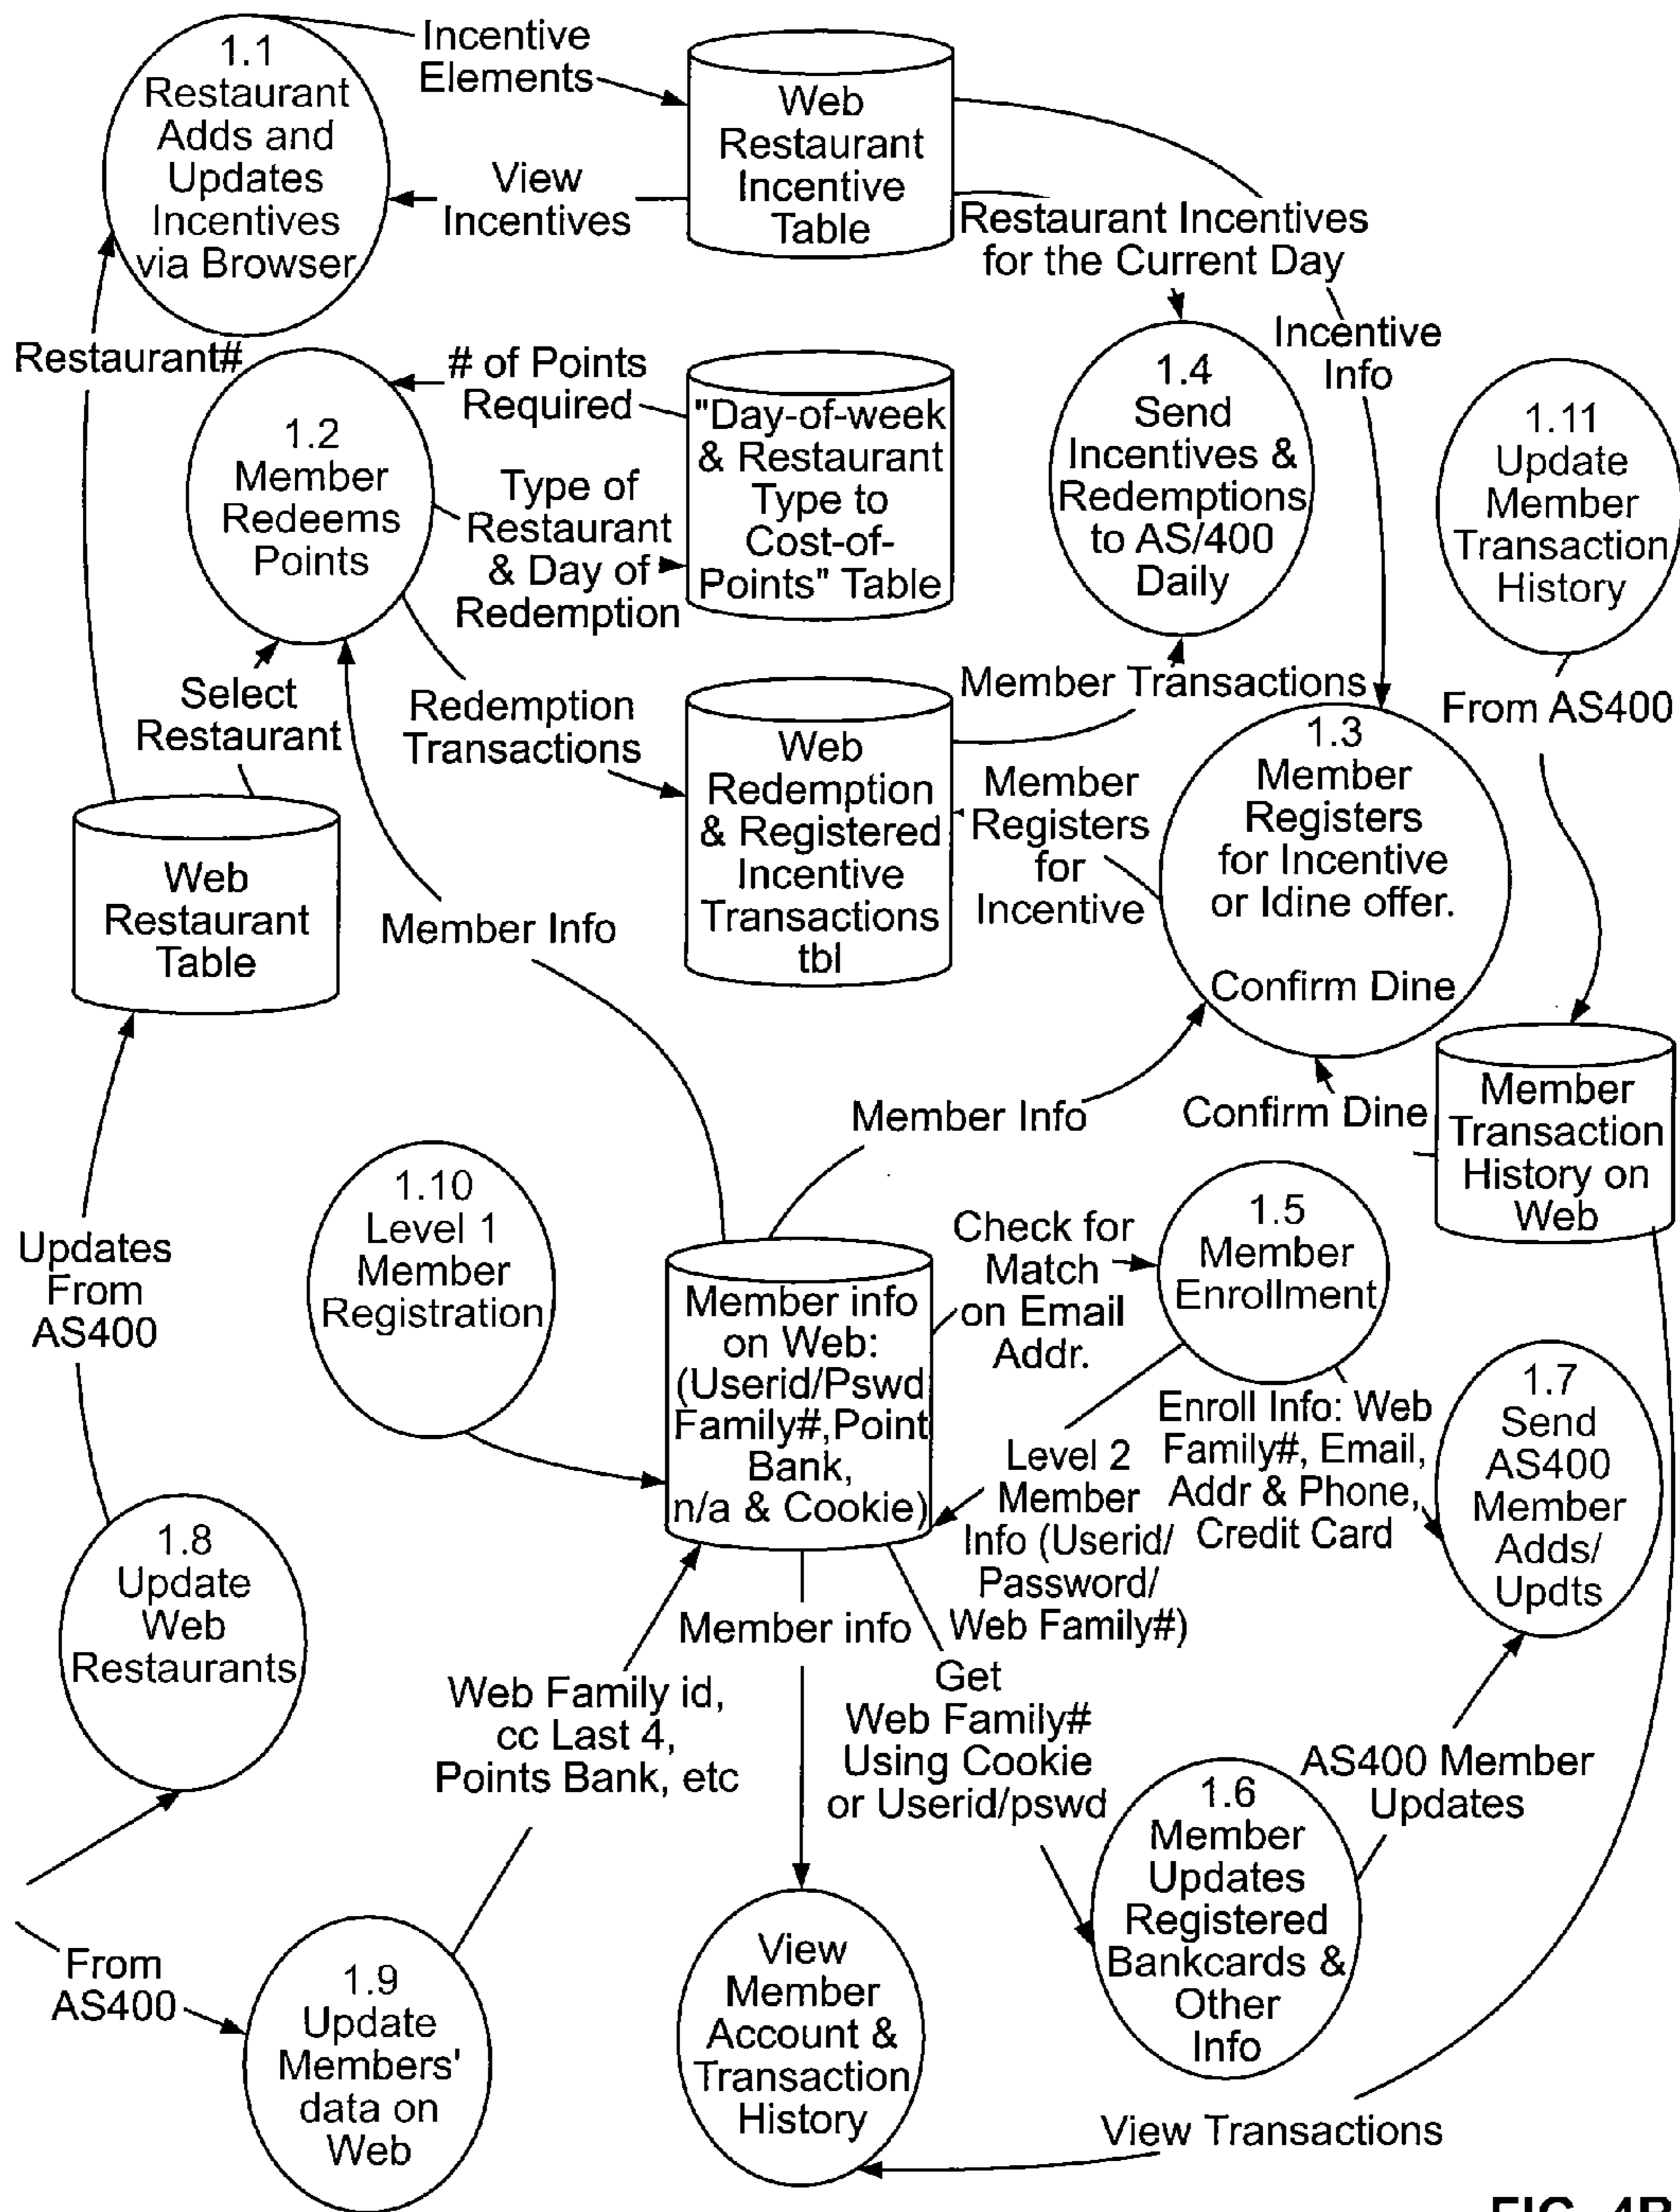 1.1
Restaurant
Adds and
Updates
Incentives
via Browser
Incentive
Elements
View
Incentives
Web
Restaurant
Incentive
Table
Restaurant Incentives
for the Current Day
Incentive
Info
Restaurant#
1.2
Member
Redeems
Points
# of Points
Required
Type of
Restaurant
& Day of
Redemption
"Day-of-week
& Restaurant
Type to
Cost-of-
Points" Table
1.4
Send
Incentives &
Redemptions
to AS/400
Daily
1.11
Update
Member
Transaction
History
From AS400
Select
Restaurant
Redemption
Transactions
Member Transactions
Web
Redemption
& Registered
Incentive
Transactions
tbl
Member
Registers
for
Incentive
1.3
Member
Registers
for Incentive
or Idine offer.
Confirm Dine
Web
Restaurant
Table
Member Info
Member Info
Confirm Dine
Member
Transaction
History on
Web
Updates
From
AS400
1.10
Level 1
Member
Registration
Member info
on Web:
(Userid/Pswd
Family#,Point
Bank,
n/a & Cookie)
Check for
Match
on Email
Addr.
1.5
Member
Enrollment
Level 2
Member
Info (Userid/
Password/
Web Family#)
Enroll Info: Web
Family#, Email,
Addr & Phone,
Credit Card
1.7
Send
AS400
Member
Adds/
Updts
1.8
Update
Web
Restaurants
Web Family id,
cc Last 4,
Points Bank, etc
Member info
Get
Web Family#
Using Cookie
or Userid/pswd
AS400 Member
Updates
1.6
Member
Updates
Registered
Bankcards &
Other
Info
From
AS400
1.9
Update
Members'
data on
Web
View
Member
Account &
Transaction
History
View Transactions
FIG. 4B